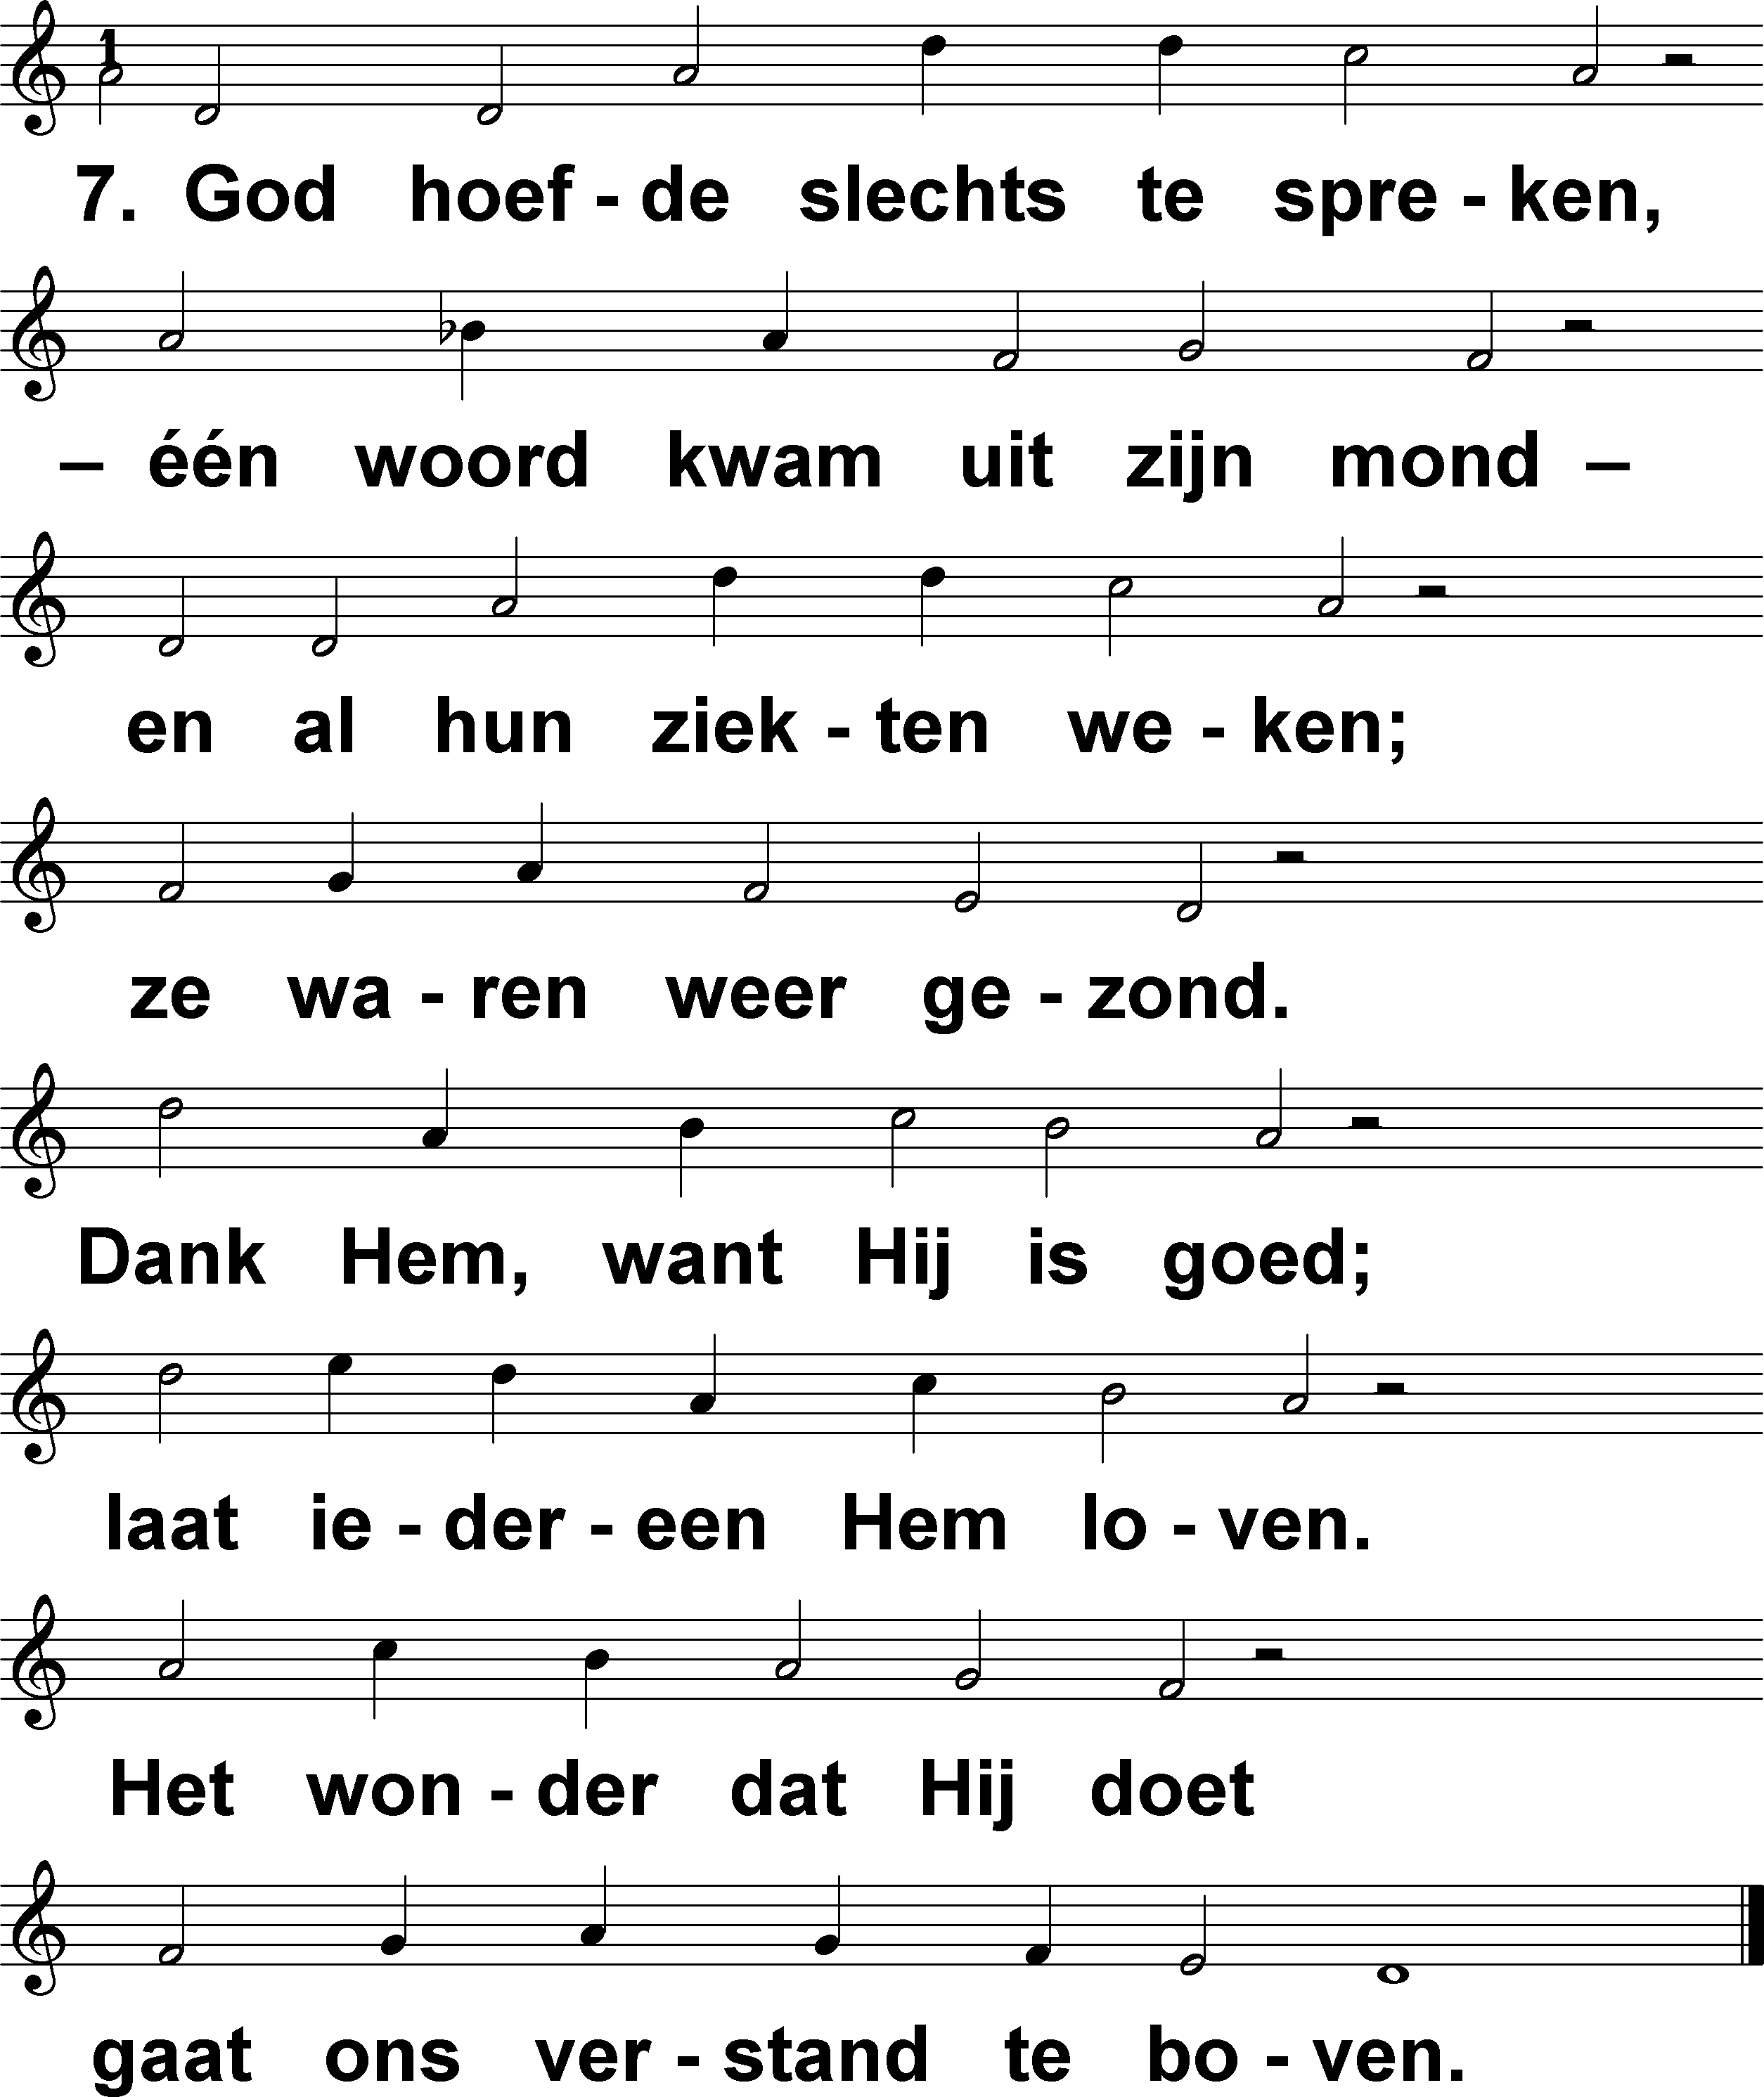 1
7. God hoef - de slechts te spre - ken,
– één woord kwam uit zijn mond –
en al hun ziek - ten we - ken;
ze wa - ren weer ge - zond.
Dank Hem, want Hij is goed;
laat ie - der - een Hem lo - ven.
Het won - der dat Hij doet
gaat ons ver - stand te bo - ven.